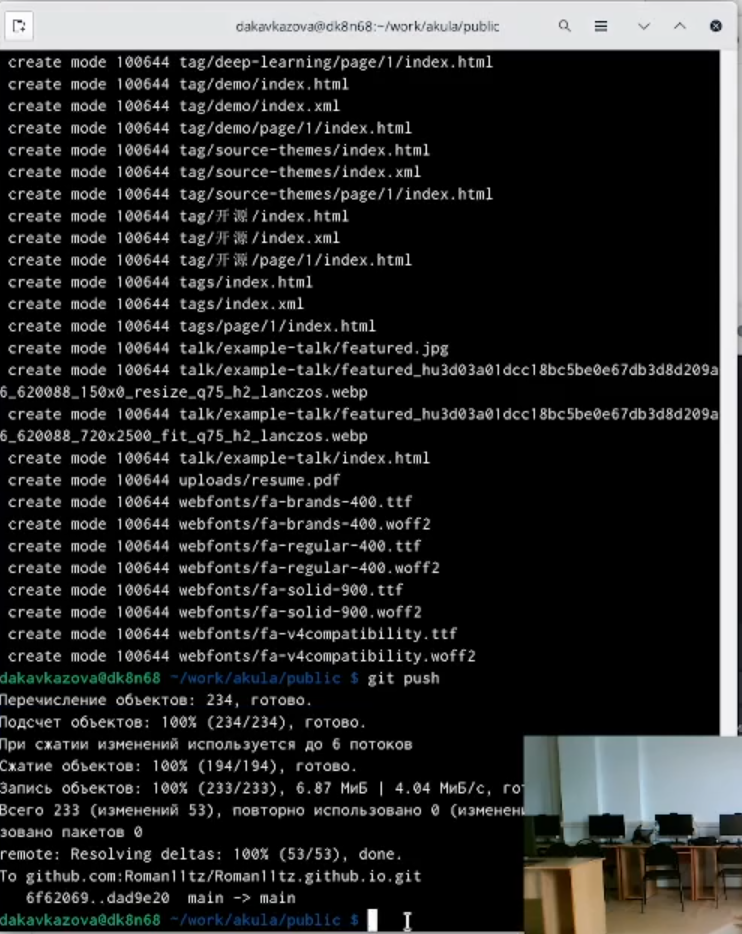 dakavkazova@dk8n68:~/work/akula/public
create mode 100644 tag/deep-learning/page/1/index.html
create mode 100644 tag/demo/index.html
create mode 100644 tag/demo/index.xml
create mode 100644 tag/demo/page/1/index.html
create mode 100644 tag/source-themes/index.html
create mode 100644 tag/source-themes/index.xml
create mode 100644 tag/source-themes/page/1/index.html
create mode 100644 tag/开源/index.html
create mode 100644 tag/开源/index.xml
create mode 100644 tag/开源/page/1/index.html
create mode 100644 tags/index.html
create mode 100644 tags/index.xml
create mode 100644 tags/page/1/index.html
create mode 100644 talk/example-talk/featured.jpg
create mode 100644 talk/example-talk/featured_hu3d03a01dcc18bc5be0e67db3d8d209a
6_620088_150x0_resize_q75_h2_lanczos.webp
create mode 100644 talk/example-talk/featured_hu3d03a01dcc18bc5be0e67db3d8d209a
6_620088_720x2500_fit_q75_h2_lanczos.webp
create mode 100644 talk/example-talk/index.html
create mode 100644 uploads/resume.pdf
create mode 100644 webfonts/fa-brands-400.ttf
create mode 100644 webfonts/fa-brands-400.woff2
create mode 100644 webfonts/fa-regular-400.ttf
create mode 100644 webfonts/fa-regular-400.woff2
create mode 100644 webfonts/fa-solid-900.ttf
create mode 100644 webfonts/fa-solid-900.woff2
create mode 100644 webfonts/fa-v4compatibility.ttf
create mode 100644 webfonts/fa-v4compatibility.woff2
dakavkazova@dk8n68 ~/work/akula/public $ git push
Перечисление объектов: 234, готово.
Подсчет объектов: 100% (234/234), готово.
При сжатии изменений используется до 6 потоков
Сжатие объектов: 100% (194/194), готово.
Запись объектов: 100% (233/233), 6.87 МиБ | 4.04 МиБ/с, гот
Всего 233 (изменений 53), повторно использовано 0 (изменен
зовано пакетов 0
remote: Resolving deltas: 100% (53/53), done.
To github.com:Roman11tz/Roman11tz.github.io.git
6f62069..dad9e20 main -> main
dakavkazova@dk8n68 ~/work/akula/public $